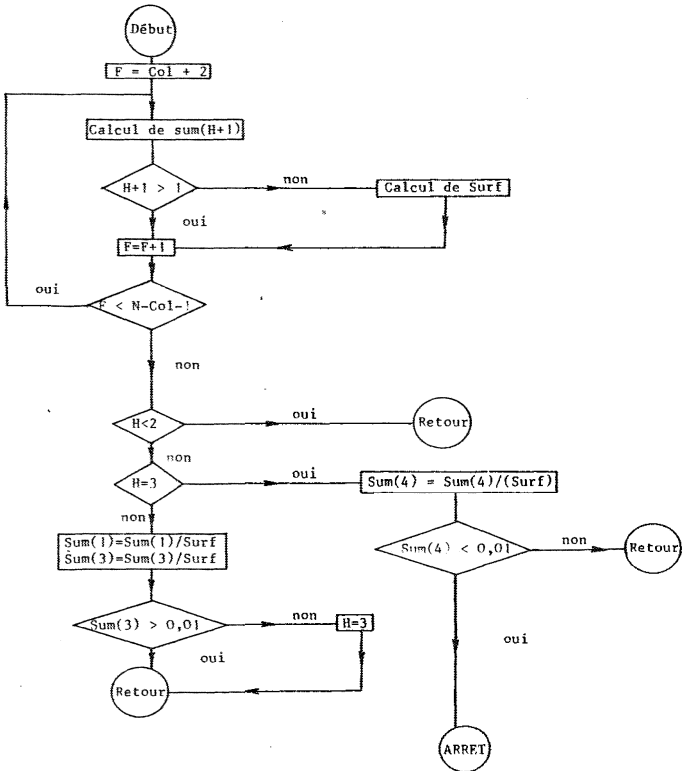 Début
F = Col + 2
Calcul de sum(H+1)
H+1 > 1
non
Calcul de Surf
oui
F=F+1
oui
F < N-Col-1
non
H<2
oui
Retour
non
H=3
oui
Sum(4) = Sum(4)/(Surf)
non
Sum(1)=Sum(1)/Surf
Sum(3)=Sum(3)/Surf
Sum(4) < 0,01
non
Retour
Sum(3) > 0,01
non
H=3
oui
oui
Retour
ARRET